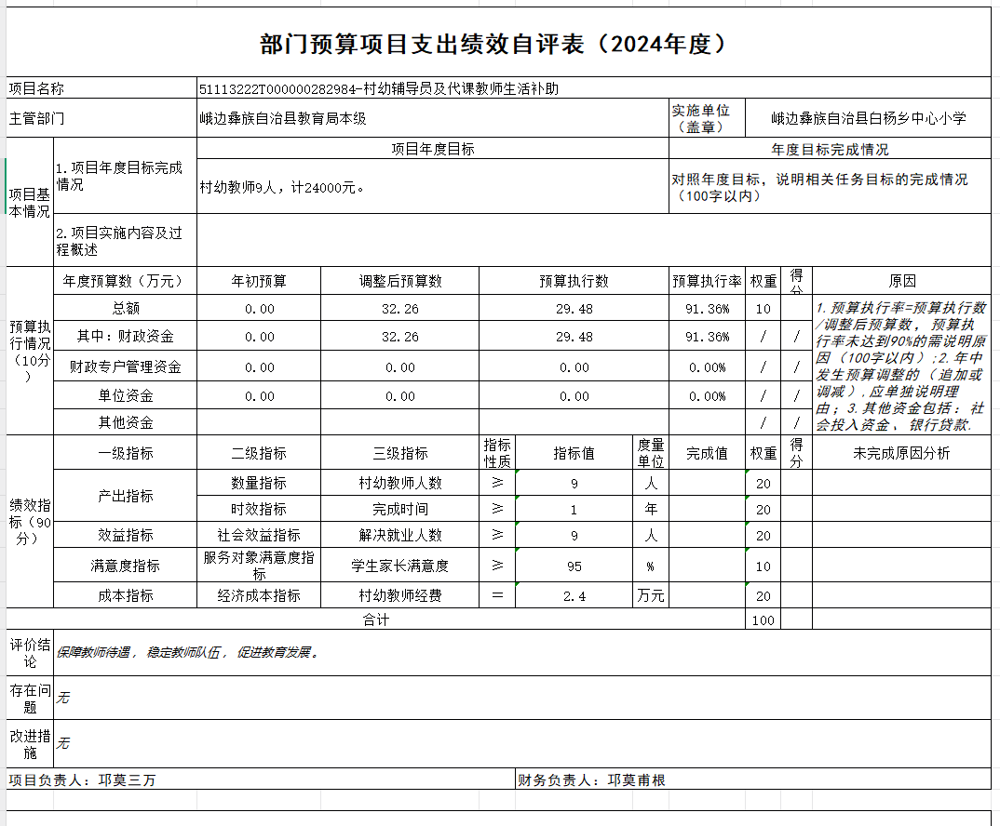 部门预算项目支出绩效自评表（2024年度）
项目名称 51113222T000000282984-村幼辅导员及代课教师生活补助
主管部门 峨边彝族自治县教育局本级 实施单位（盖章） 峨边彝族自治县白杨乡中心小学
项目基本情况 1.项目年度目标完成情况 项目年度目标 年度目标完成情况
村幼教师9人，计24000元。 对照年度目标，说明相关任务目标的完成情况（100字以内）
2.项目实施内容及过程概述
预算执行情况（10分） 年度预算数（万元） 年初预算 调整后预算数 预算执行数 预算执行率 权重 得分 原因
总额 0.00 32.26 29.48 91.36% 10
其中：财政资金 0.00 32.26 29.48 91.36% / /
财政专户管理资金 0.00 0.00 0.00 0.00% / /
单位资金 0.00 0.00 0.00 0.00% / /
其他资金 / /
1.预算执行率=预算执行数
/调整后预算数，预算执
行率未达到90%的需说明原
因（100字以内）;2.年中
发生预算调整的（追加或
调减）,应单独说明理
由；3.其他资金包括：社
会投入资金、银行贷款.
绩效指标（90分） 一级指标 二级指标 三级指标 指标性质 指标值 度量单位 完成值 权重 得分 未完成原因分析
产出指标 数量指标 村幼教师人数 ≥ 9 人 20
时效指标 完成时间 ≥ 1 年 20
效益指标 社会效益指标 解决就业人数 ≥ 9 人 20
满意度指标 服务对象满意度指标 学生家长满意度 ≥ 95 % 10
成本指标 经济成本指标 村幼教师经费 ＝ 2.4 万元 20
合计 100
评价结论 保障教师待遇，稳定教师队伍，促进教育发展。
存在问题 无
改进措施 无
项目负责人：邛莫三万 财务负责人：邛莫甫根